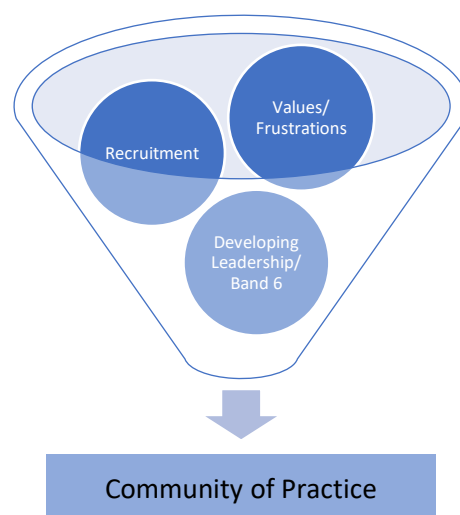 Values/
Frustrations
Recruitment
Developing
Leadership/
Band 6
Community of Practice